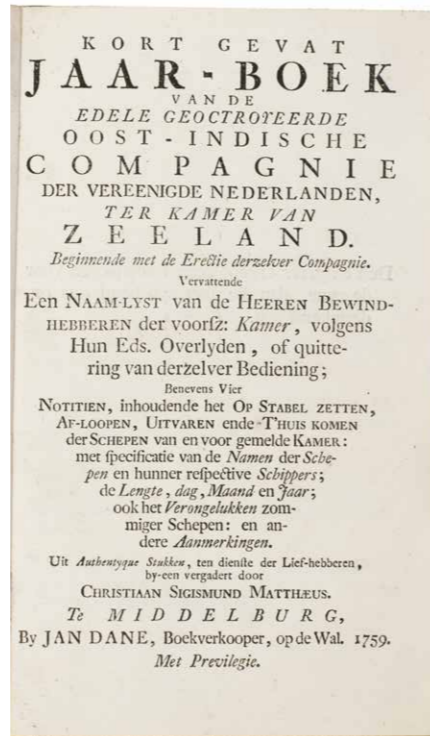 KORT GEVAT
JAAR-BOEK
VAN DE
EDELE GEOCTROYEERDE
OOST-INDISCHE
COMPAGNIE
DER VEREENIGDE NEDERLANDEN,
TER KAMER VAN
ZEELAND.
Beginnende met de Erectie derzelver Compagnie.
Vervattende
Een NAAM-LYST van de HEEREN BEWIND-
HEBBEREN der voorſz: Kamer, volgens
Hun Eds. Overlyden, of quitte-
ring van derzelver Bediening;
Benevens Vier
NOTITIEN, inhoudende het OP STABEL ZETTEN,
AF-LOOPEN, UITVAREN ende T'HUIS KOMEN
der SCHEPEN van en voor gemelde KAMER:
met ſpecificatie van de Namen der Sche-
pen en hunner reſpective Schippers;
de Lengte, dag, Maand en Jaar;
ook het Verongelukken zom-
miger Schepen: en an-
dere Aanmerkingen.
Uit Authentyque Stukken, ten dienſte der Lief-hebberen,
by-een vergadert door
CHRISTIAAN SIGISMUND MATTHÆUS.
Te MIDDELBURG,
By JAN DANE, Boekverkooper, op de Wal. 1759.
Met Previlegie.